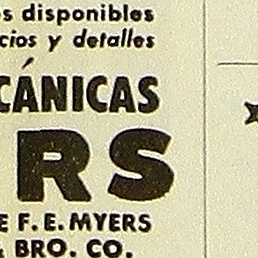 s disponibles
cios y detalles
CÁNICAS
RS
E F. E. MYERS
& BRO. CO.